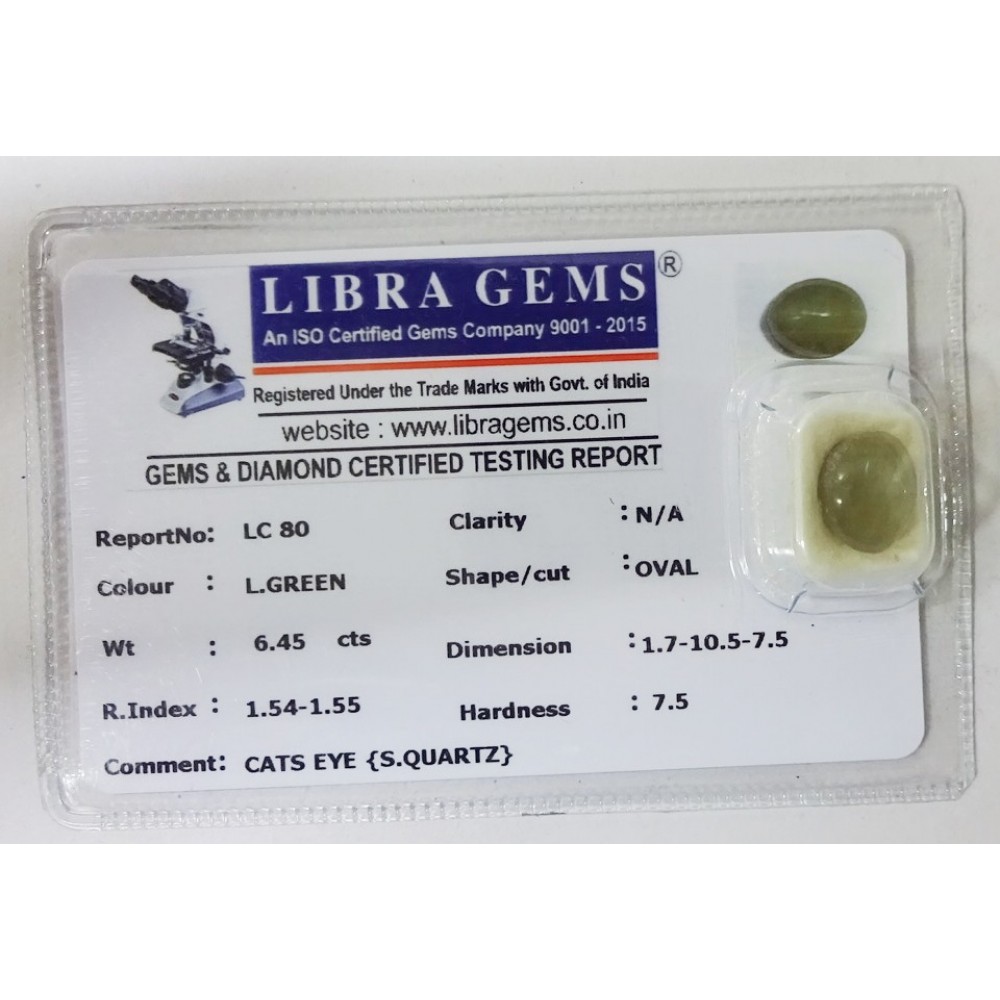 LIBRA GEMS ®
An ISO Certified Gems Company 9001 - 2015
Registered Under the Trade Marks with Govt. of India
website : www.libragems.co.in
GEMS & DIAMOND CERTIFIED TESTING REPORT
ReportNo: LC 80 Clarity : N/A
Colour : L.GREEN Shape/cut : OVAL
Wt : 6.45 cts Dimension : 1.7-10.5-7.5
R.Index : 1.54-1.55 Hardness : 7.5
Comment: CATS EYE {S.QUARTZ}